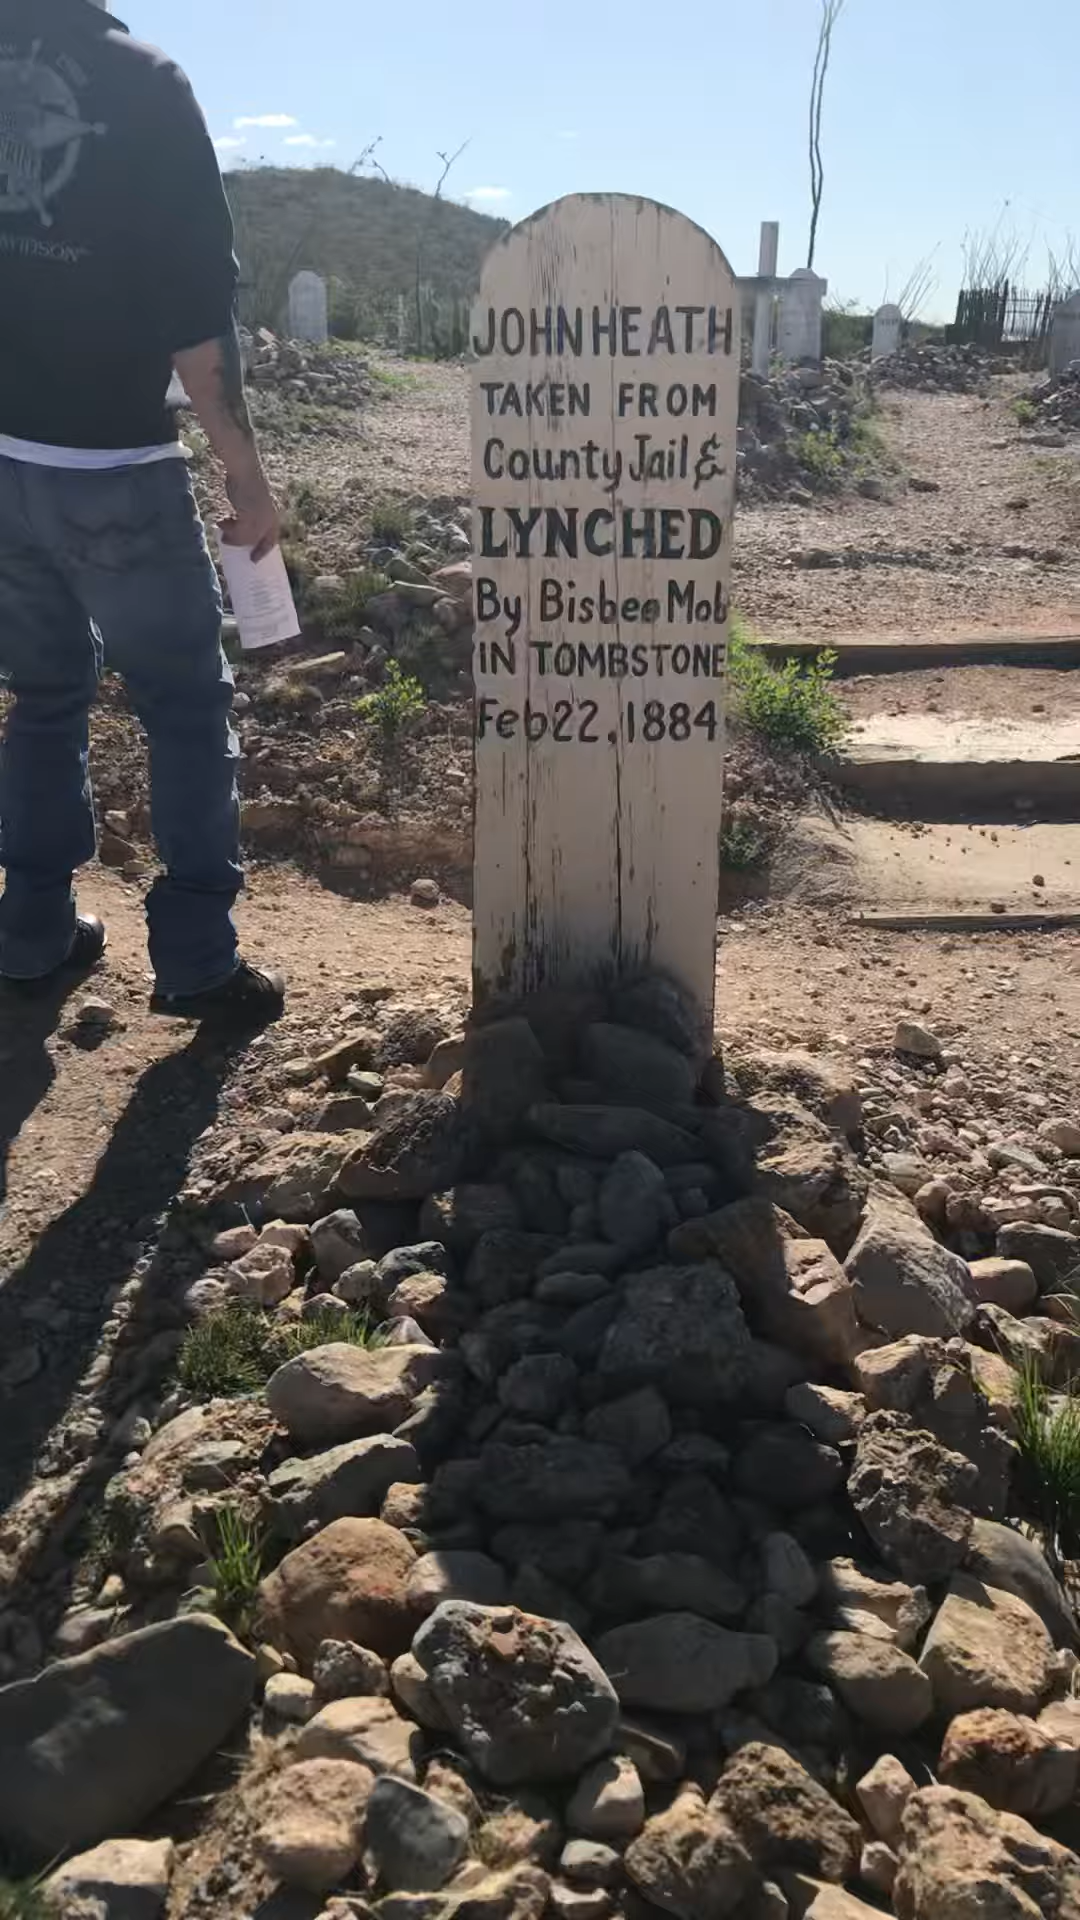 JOHN HEATH
TAKEN FROM
County Jail &
LYNCHED
By Bisbee Mob
IN TOMBSTONE
Feb 22, 1884